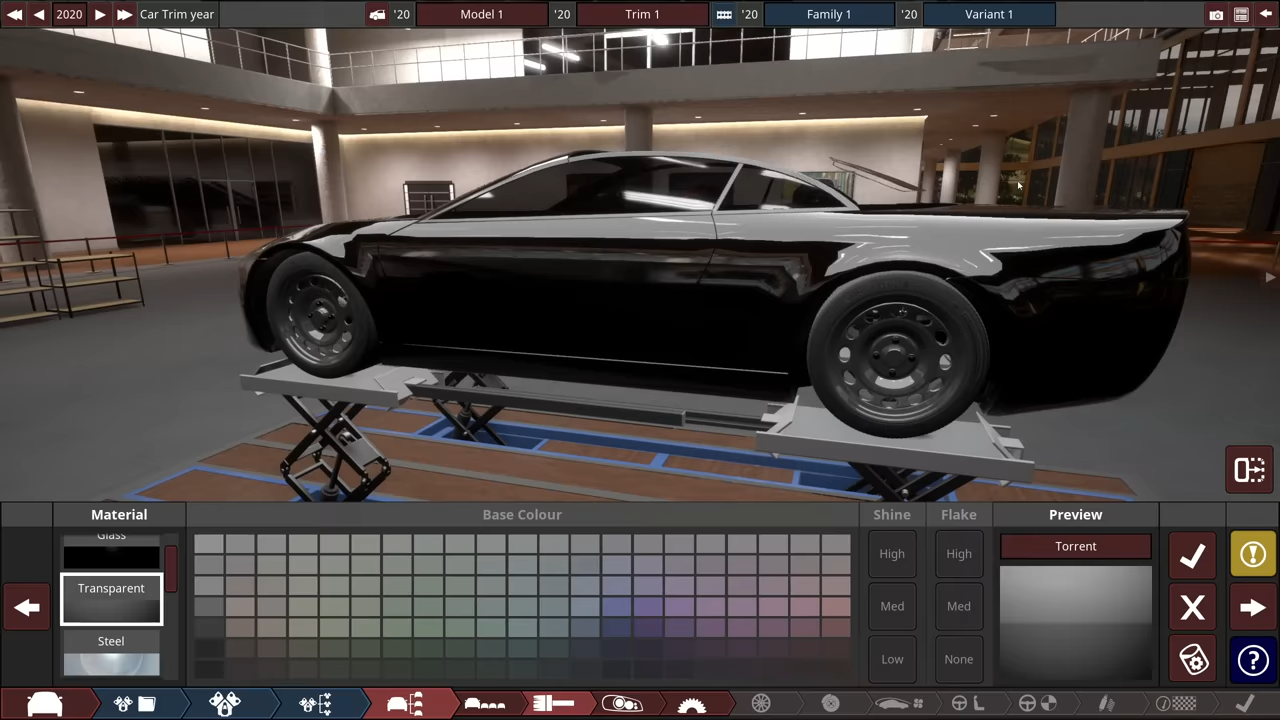 2020 Car Trim year '20 Model 1 '20 Trim 1 '20 Family 1 '20 Variant 1
Material Base Colour Shine Flake Preview
Glass
Transparent
Steel
High High
Med Med
Low None
Torrent
?